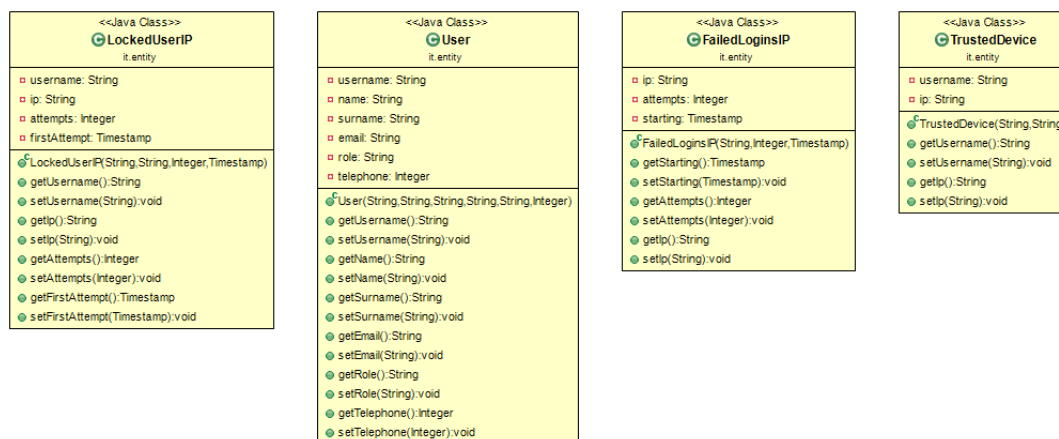 <<Java Class>>
LockedUserIP
it.entity
username: String
ip: String
attempts: Integer
firstAttempt: Timestamp
LockedUserIP(String,String,Integer,Timestamp)
getUsername():String
setUsername(String):void
getIp():String
setIp(String):void
getAttempts():Integer
setAttempts(Integer):void
getFirstAttempt():Timestamp
setFirstAttempt(Timestamp):void
<<Java Class>>
User
it.entity
username: String
name: String
surname: String
email: String
role: String
telephone: Integer
User(String,String,String,String,String,Integer)
getUsername():String
setUsername(String):void
getName():String
setName(String):void
getSurname():String
setSurname(String):void
getEmail():String
setEmail(String):void
getRole():String
setRole(String):void
getTelephone():Integer
setTelephone(Integer):void
<<Java Class>>
FailedLoginsIP
it.entity
ip: String
attempts: Integer
starting: Timestamp
FailedLoginsIP(String,Integer,Timestamp)
getStarting():Timestamp
setStarting(Timestamp):void
getAttempts():Integer
setAttempts(Integer):void
getIp():String
setIp(String):void
<<Java Class>>
TrustedDevice
it.entity
username: String
ip: String
TrustedDevice(String,String
getUsername():String
setUsername(String):void
getIp():String
setIp(String):void